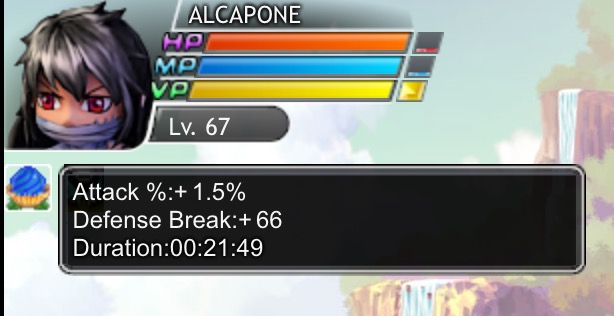 ALCAPONE
HP
MP
VP
Lv. 67
Attack %:+ 1.5%
Defense Break:+ 66
Duration:00:21:49